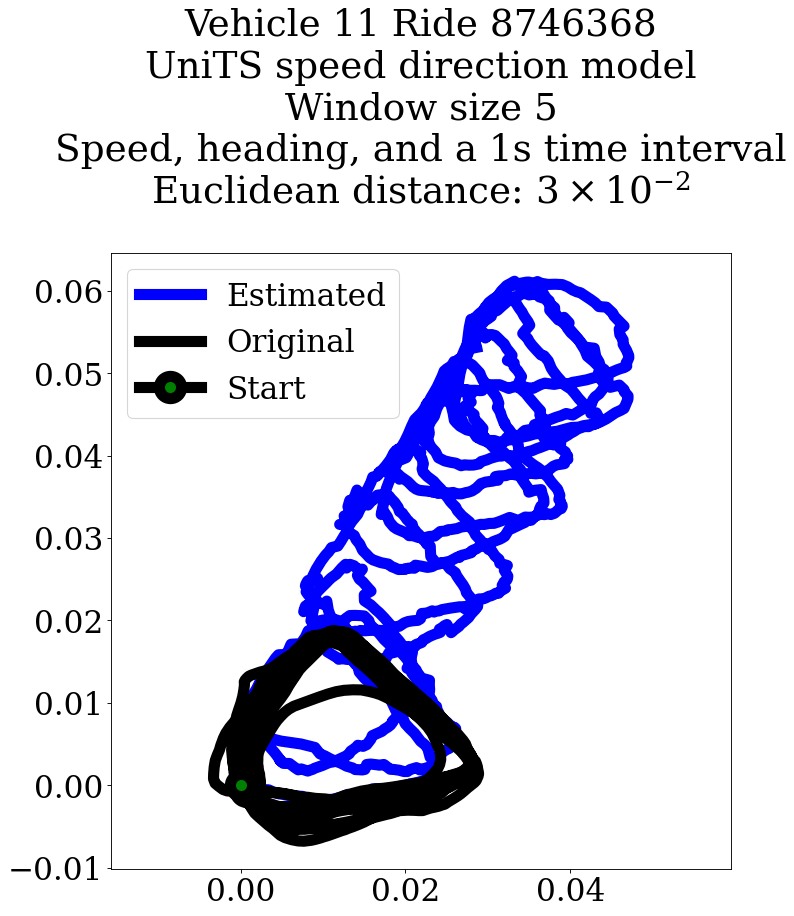 Vehicle 11 Ride 8746368
UniTS speed direction model
Window size 5
Speed, heading, and a 1s time interval
Euclidean distance: 3 × 10⁻²
Estimated
Original
Start
0.06
0.05
0.04
0.03
0.02
0.01
0.00
−0.01
0.00 0.02 0.04